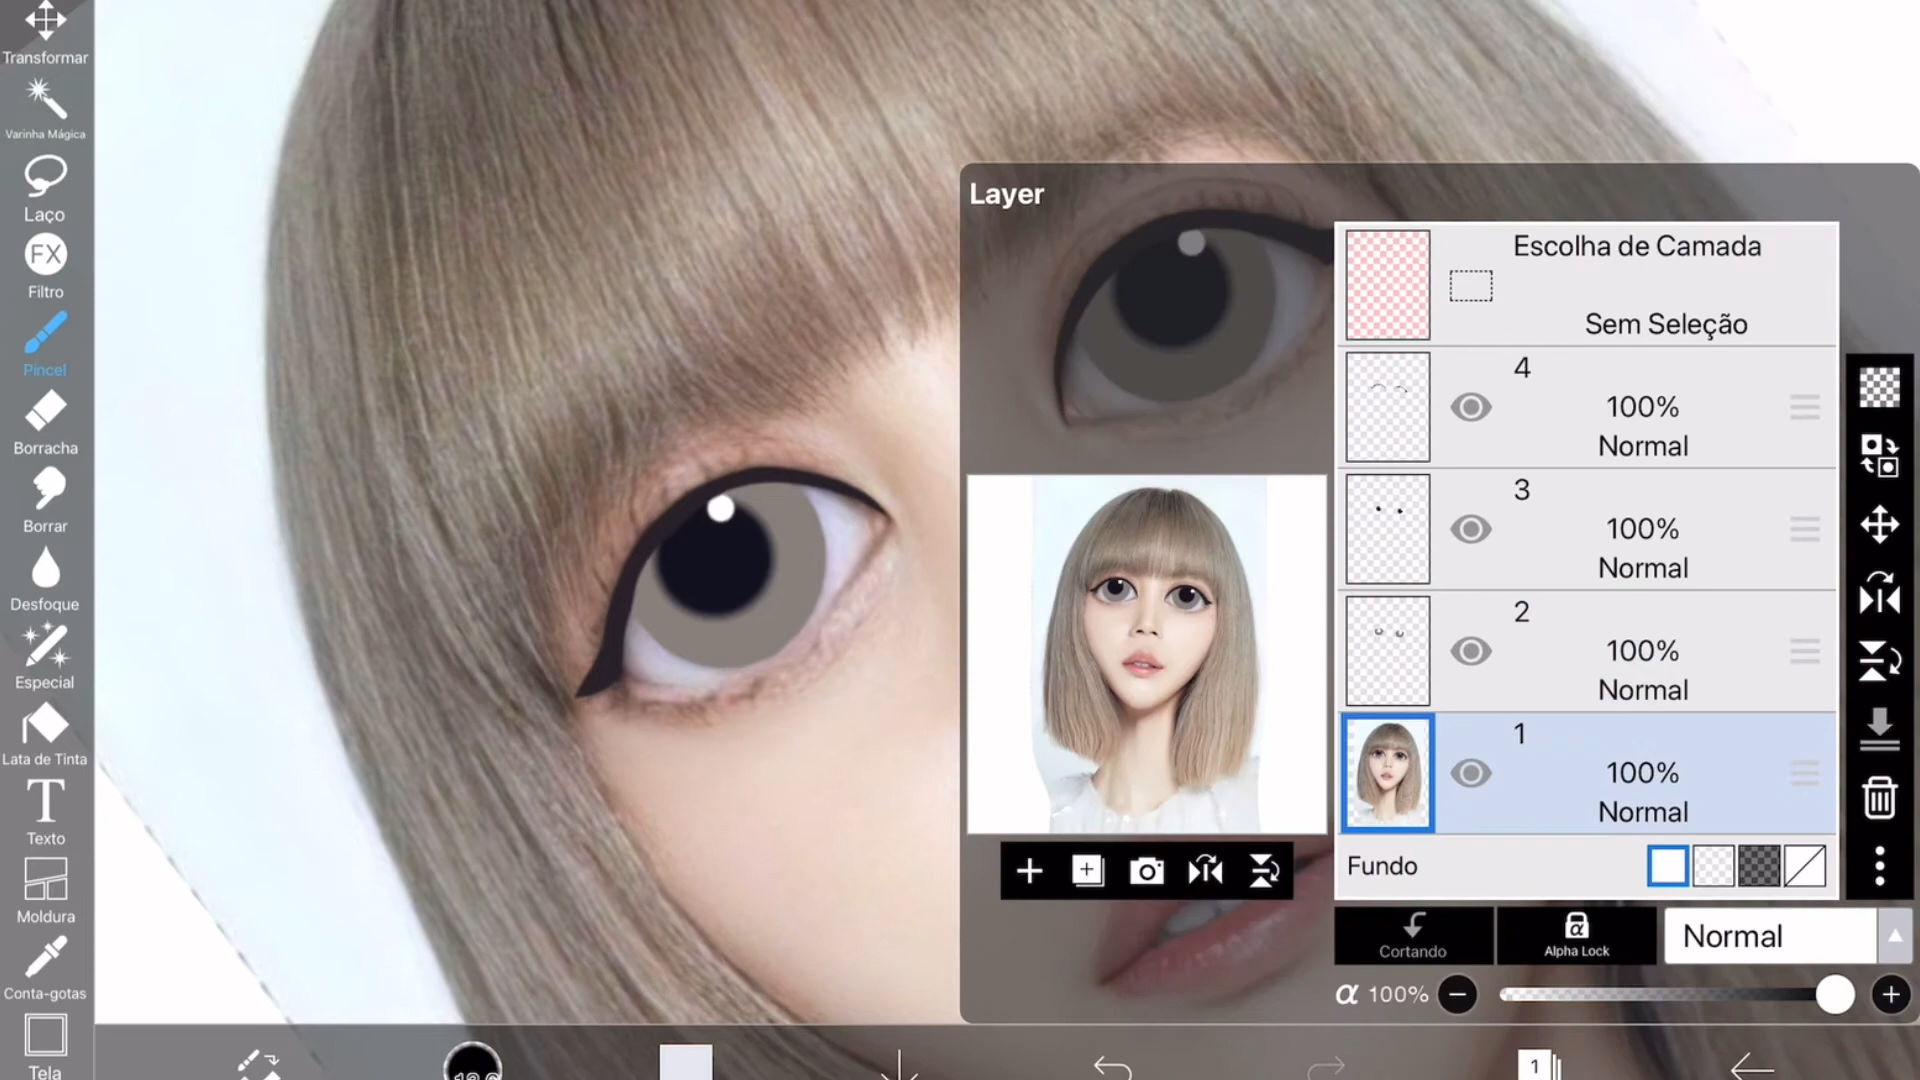 Transformar
Varinha Mágica
Laço
FX
Filtro
Pincel
Borracha
Borrar
Desfoque
Especial
Lata de Tinta
T
Texto
Moldura
Conta-gotas
Tela
Layer
Escolha de Camada
Sem Seleção
4
100%
Normal
3
100%
Normal
2
100%
Normal
1
100%
Normal
Fundo
Cortando
α
Alpha Lock
Normal
α 100%
1